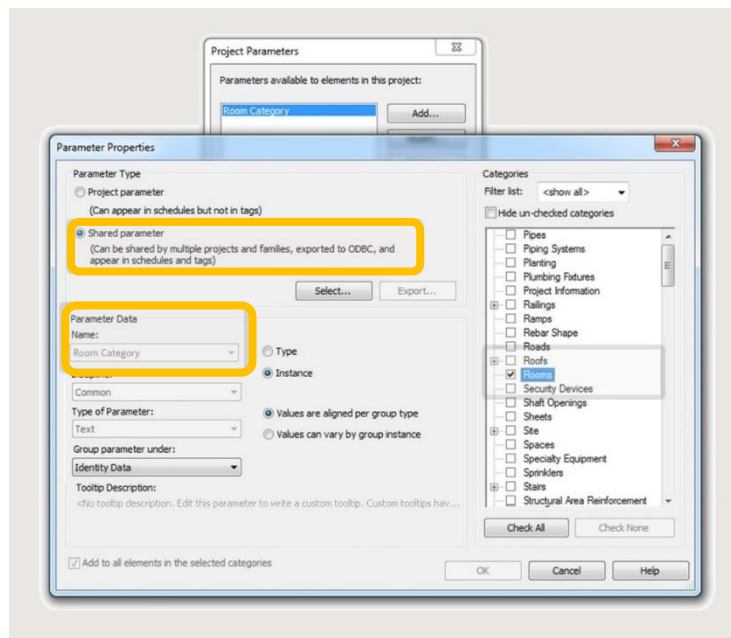 Project Parameters
Parameters available to elements in this project:
Room Category
Add...
Parameter Properties
Parameter Type
Project parameter
(Can appear in schedules but not in tags)
Shared parameter
(Can be shared by multiple projects and families, exported to ODBC, and
appear in schedules and tags)
Select...
Export...
Parameter Data
Name:
Room Category
Type
Instance
Common
Type of Parameter:
Text
Values are aligned per group type
Values can vary by group instance
Group parameter under:
Identity Data
Tooltip Description:
<No tooltip description. Edit this parameter to write a custom tooltip. Custom tooltips hav...
Add to all elements in the selected categories
Categories
Filter list:
<show all>
Hide un-checked categories
Pipes
Piping Systems
Planting
Plumbing Fixtures
Project Information
Railings
Ramps
Rebar Shape
Roads
Roofs
Rooms
Security Devices
Shaft Openings
Sheets
Site
Spaces
Specialty Equipment
Sprinklers
Stairs
Structural Area Reinforcement
Check All
Check None
OK
Cancel
Help